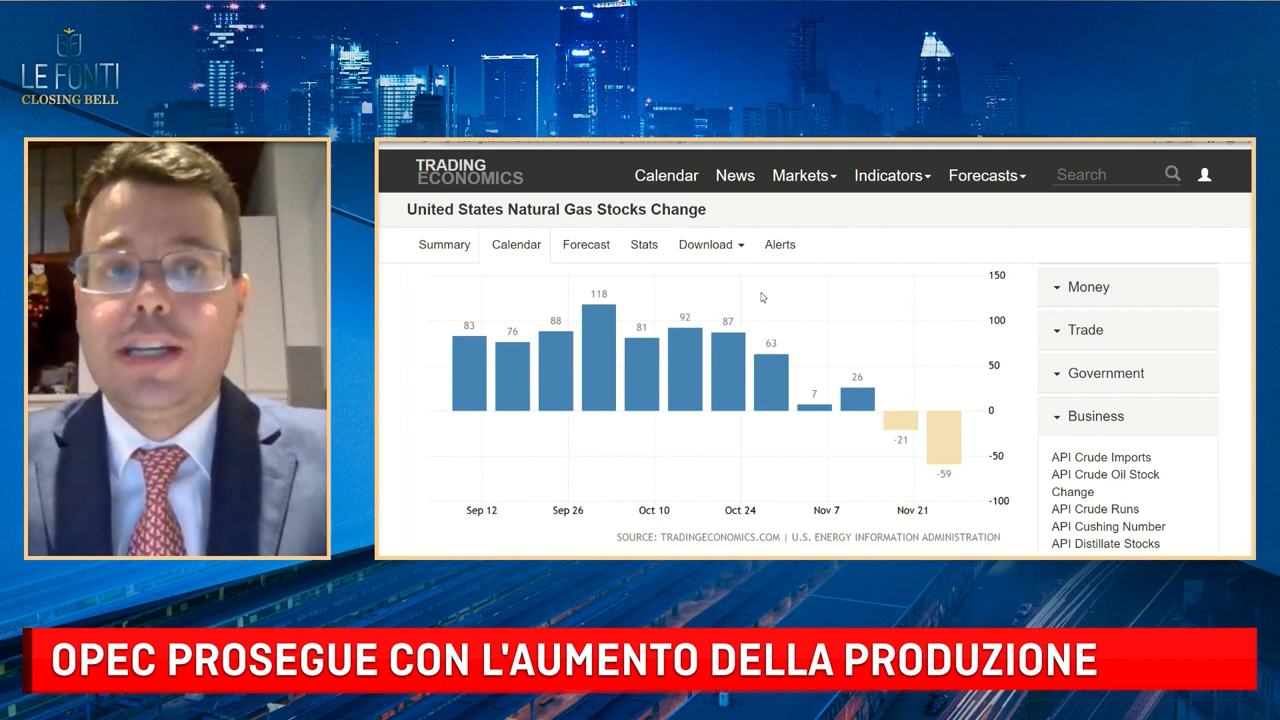 LE FONTI
CLOSING BELL
TRADING
ECONOMICS
Calendar News Markets Indicators Forecasts Search
United States Natural Gas Stocks Change
Summary Calendar Forecast Stats Download Alerts
150
100
50
0
-50
-100
83
76
88
118
81
92
87
63
7
26
-21
-59
Sep 12 Sep 26 Oct 10 Oct 24 Nov 7 Nov 21
SOURCE: TRADINGECONOMICS.COM | U.S. ENERGY INFORMATION ADMINISTRATION
Money
Trade
Government
Business
API Crude Imports
API Crude Oil Stock
Change
API Crude Runs
API Cushing Number
API Distillate Stocks
OPEC PROSEGUE CON L'AUMENTO DELLA PRODUZIONE